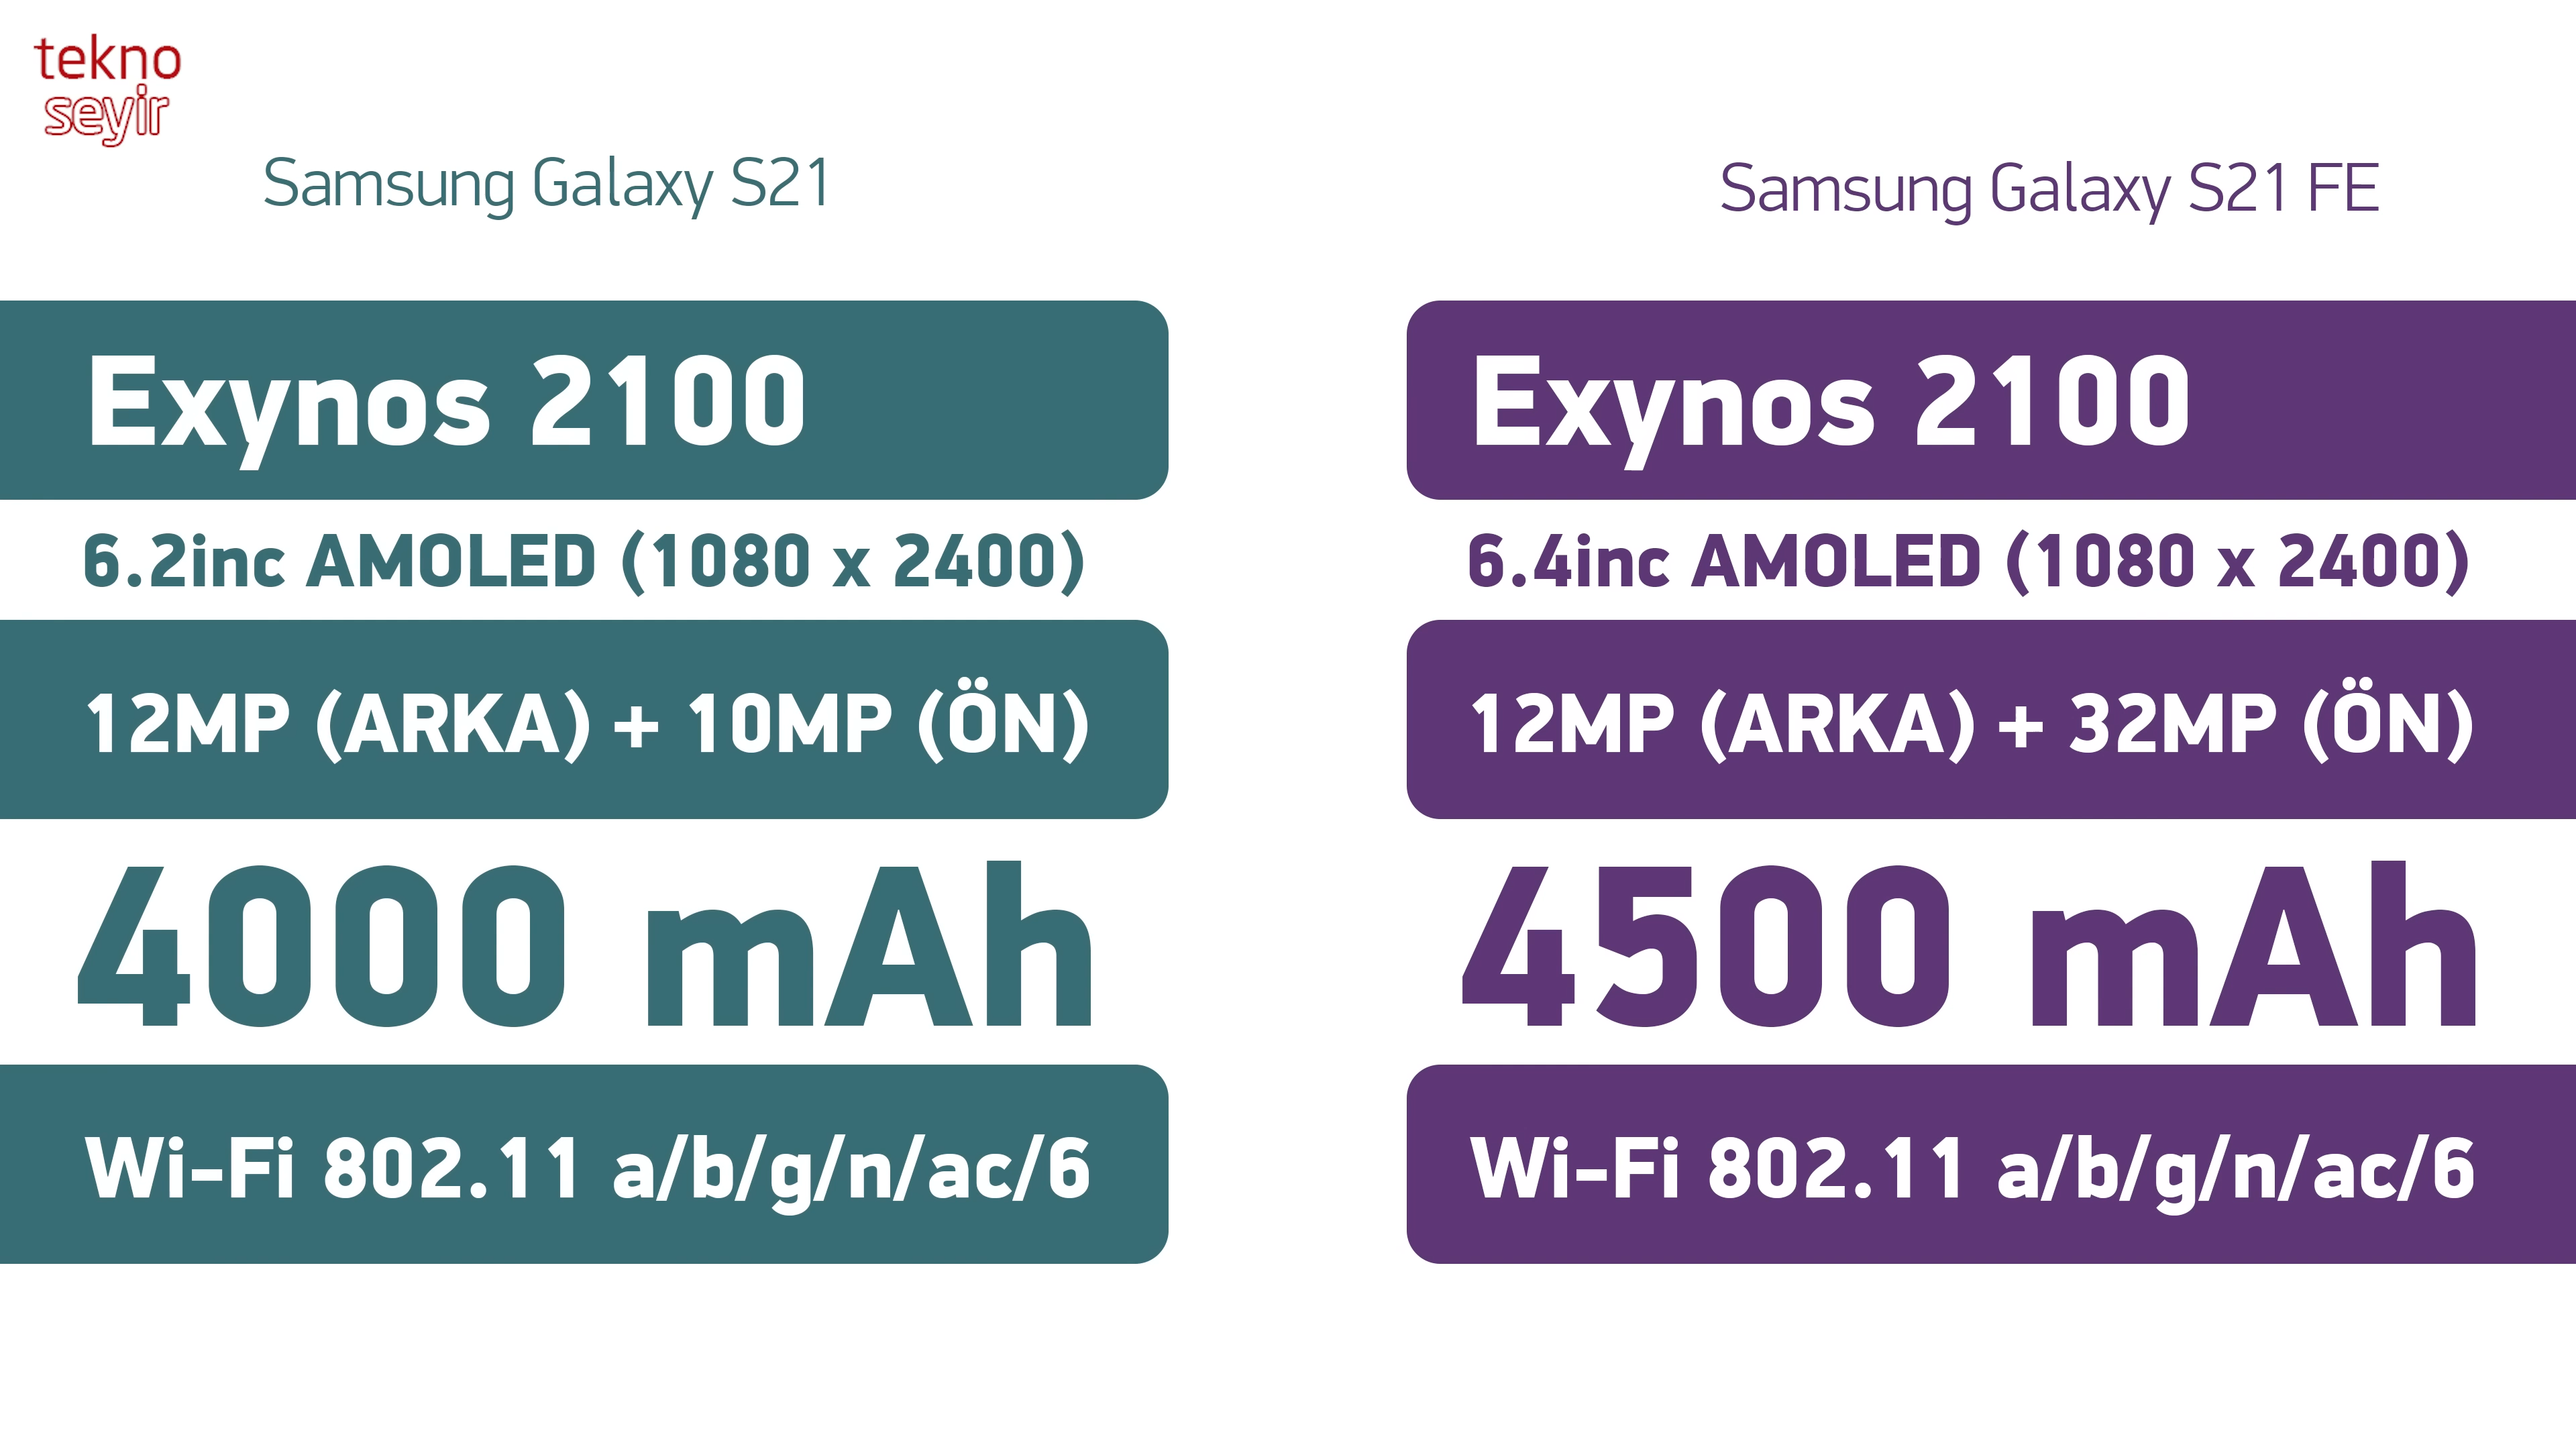 tekno
seyir
Samsung Galaxy S21
Exynos 2100
6.2inc AMOLED (1080 x 2400)
12MP (ARKA) + 10MP (ÖN)
4000 mAh
Wi-Fi 802.11 a/b/g/n/ac/6
Samsung Galaxy S21 FE
Exynos 2100
6.4inc AMOLED (1080 x 2400)
12MP (ARKA) + 32MP (ÖN)
4500 mAh
Wi-Fi 802.11 a/b/g/n/ac/6